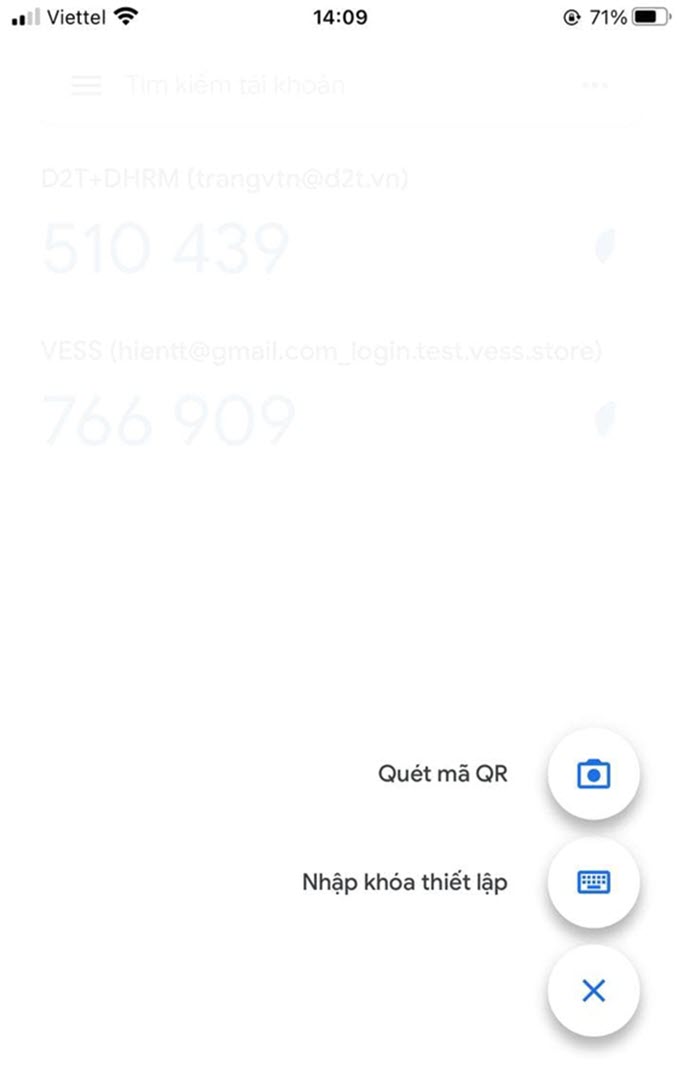 Viettel 14:09 71%
Tìm kiếm tài khoản
D2T+DHRM (trangvtn@d2t.vn)
510 439
VESS (hientt@gmail.com_login.test.vess.store)
766 909
Quét mã QR
Nhập khóa thiết lập